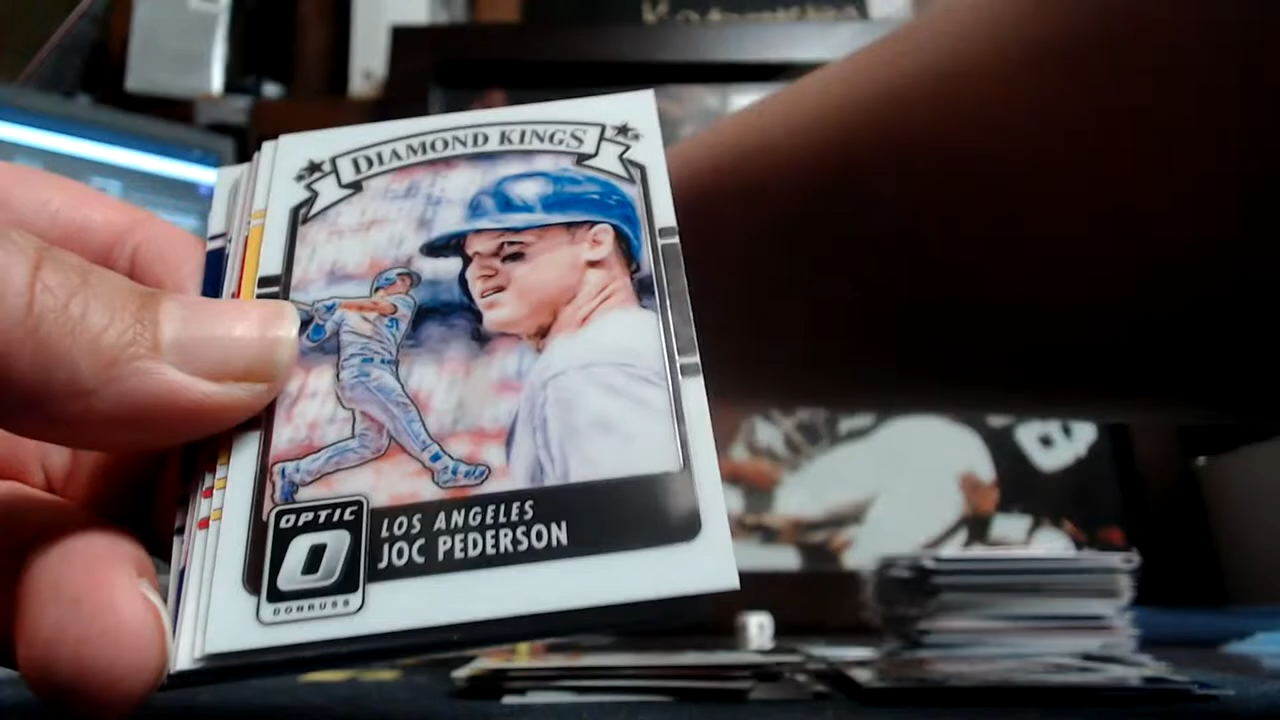 DIAMOND KINGS
OPTIC
DONRUSS
LOS ANGELES
JOC PEDERSON